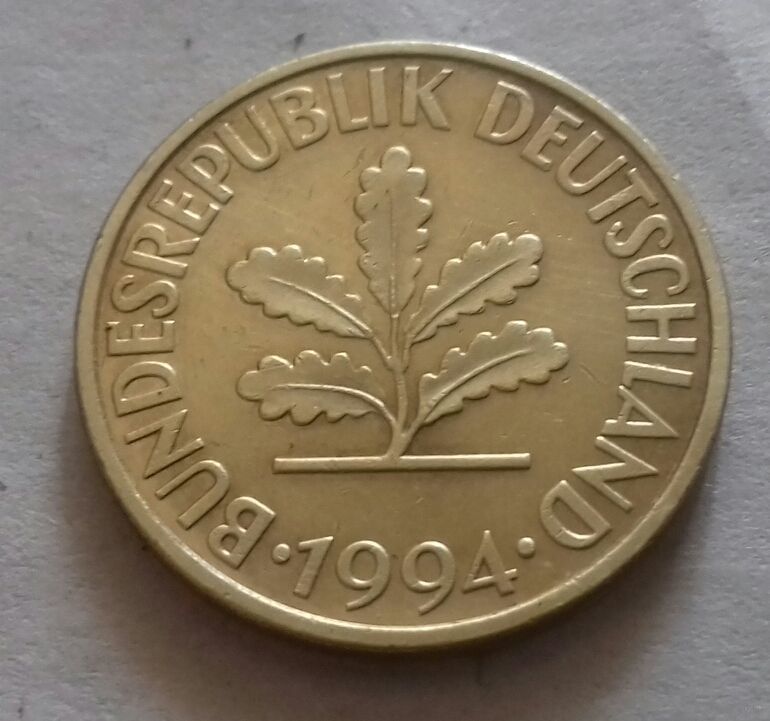 BUNDESREPUBLIK DEUTSCHLAND
·1994·